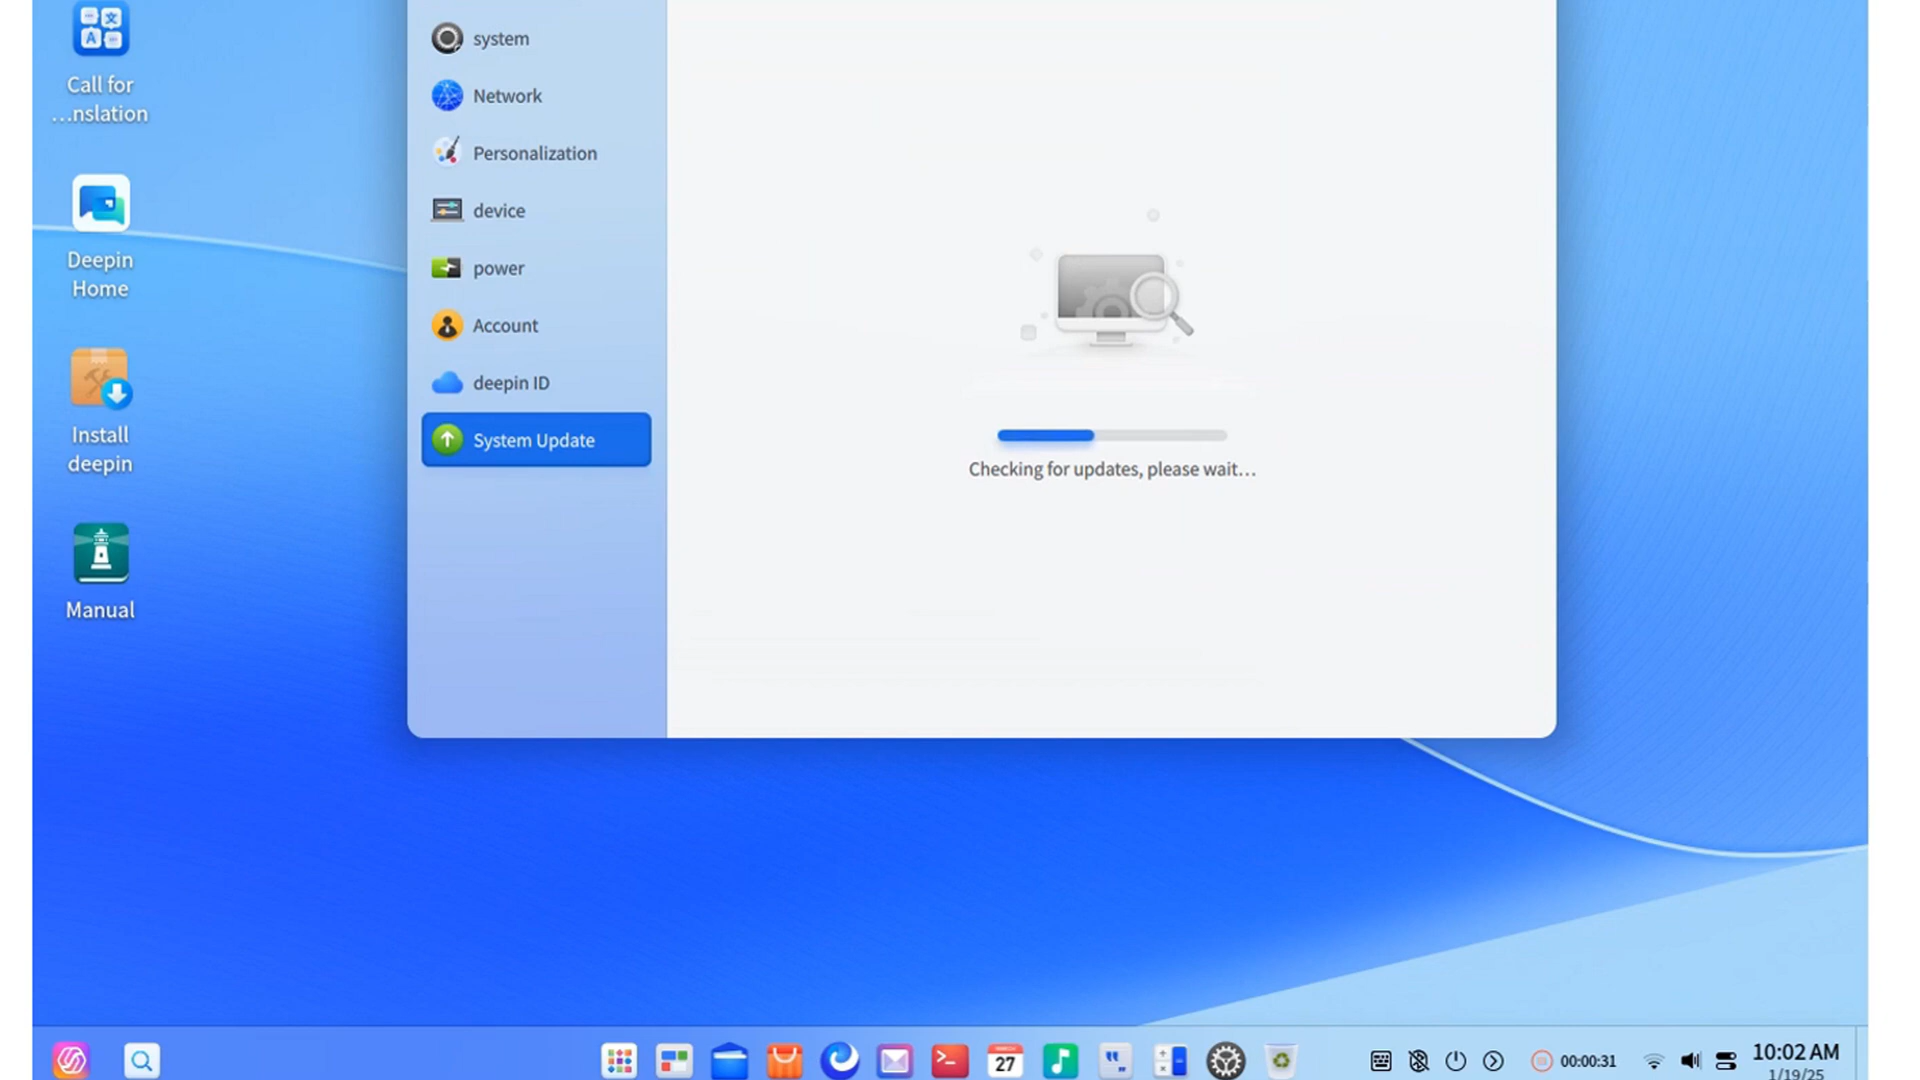 Call for
...nslation
Deepin
Home
Install
deepin
Manual
system
Network
Personalization
device
power
Account
deepin ID
System Update
Checking for updates, please wait...
27
00:00:31
10:02 AM
1/19/25